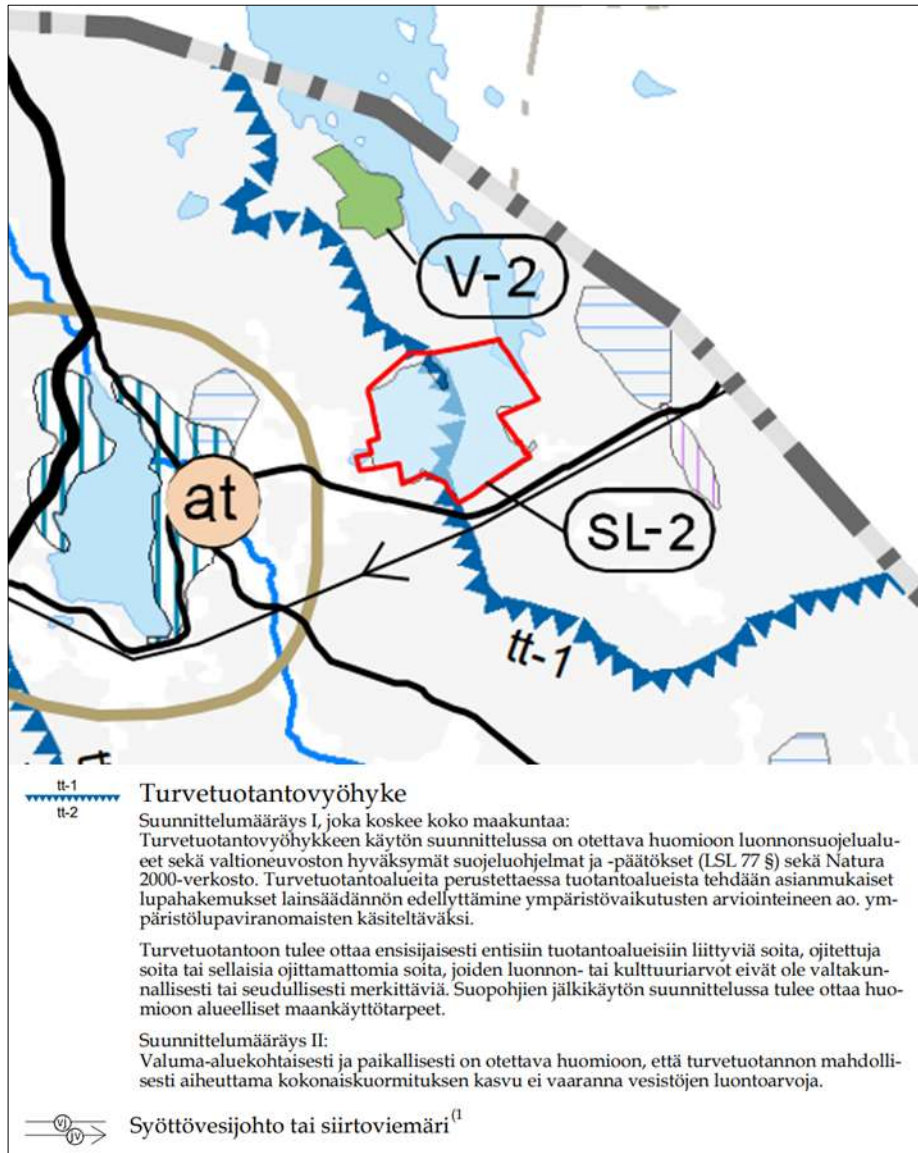 V-2
at
SL-2
tt-1
tt-1
tt-2
Turvetuotantovyöhyke
Suunnittelumääräys I, joka koskee koko maakuntaa:
Turvetuotantovyöhykkeen käytön suunnittelussa on otettava huomioon luonnonsuojelualu-
eet sekä valtioneuvoston hyväksymät suojeluohjelmat ja -päätökset (LSL 77 §) sekä Natura
2000-verkosto. Turvetuotantoalueita perustettaessa tuotantoalueista tehdään asianmukaiset
lupahakemukset lainsäädännön edellyttämine ympäristövaikutusten arviointeineen ao. ym-
päristölupaviranomaisten käsiteltäväksi.
Turvetuotantoon tulee ottaa ensisijaisesti entisiin tuotantoalueisiin liittyviä soita, ojitettuja
soita tai sellaisia ojittamattomia soita, joiden luonnon- tai kulttuuriarvot eivät ole valtakun-
nallisesti tai seudullisesti merkittäviä. Suopohjien jälkikäytön suunnittelussa tulee ottaa huo-
mioon alueelliset maankäyttötarpeet.
Suunnittelumääräys II:
Valuma-aluekohtaisesti ja paikallisesti on otettava huomioon, että turvetuotannon mahdolli-
sesti aiheuttama kokonaiskuormituksen kasvu ei vaaranna vesistöjen luontoarvoja.
vj
jv
Syöttövesijohto tai siirtoviemäri(1